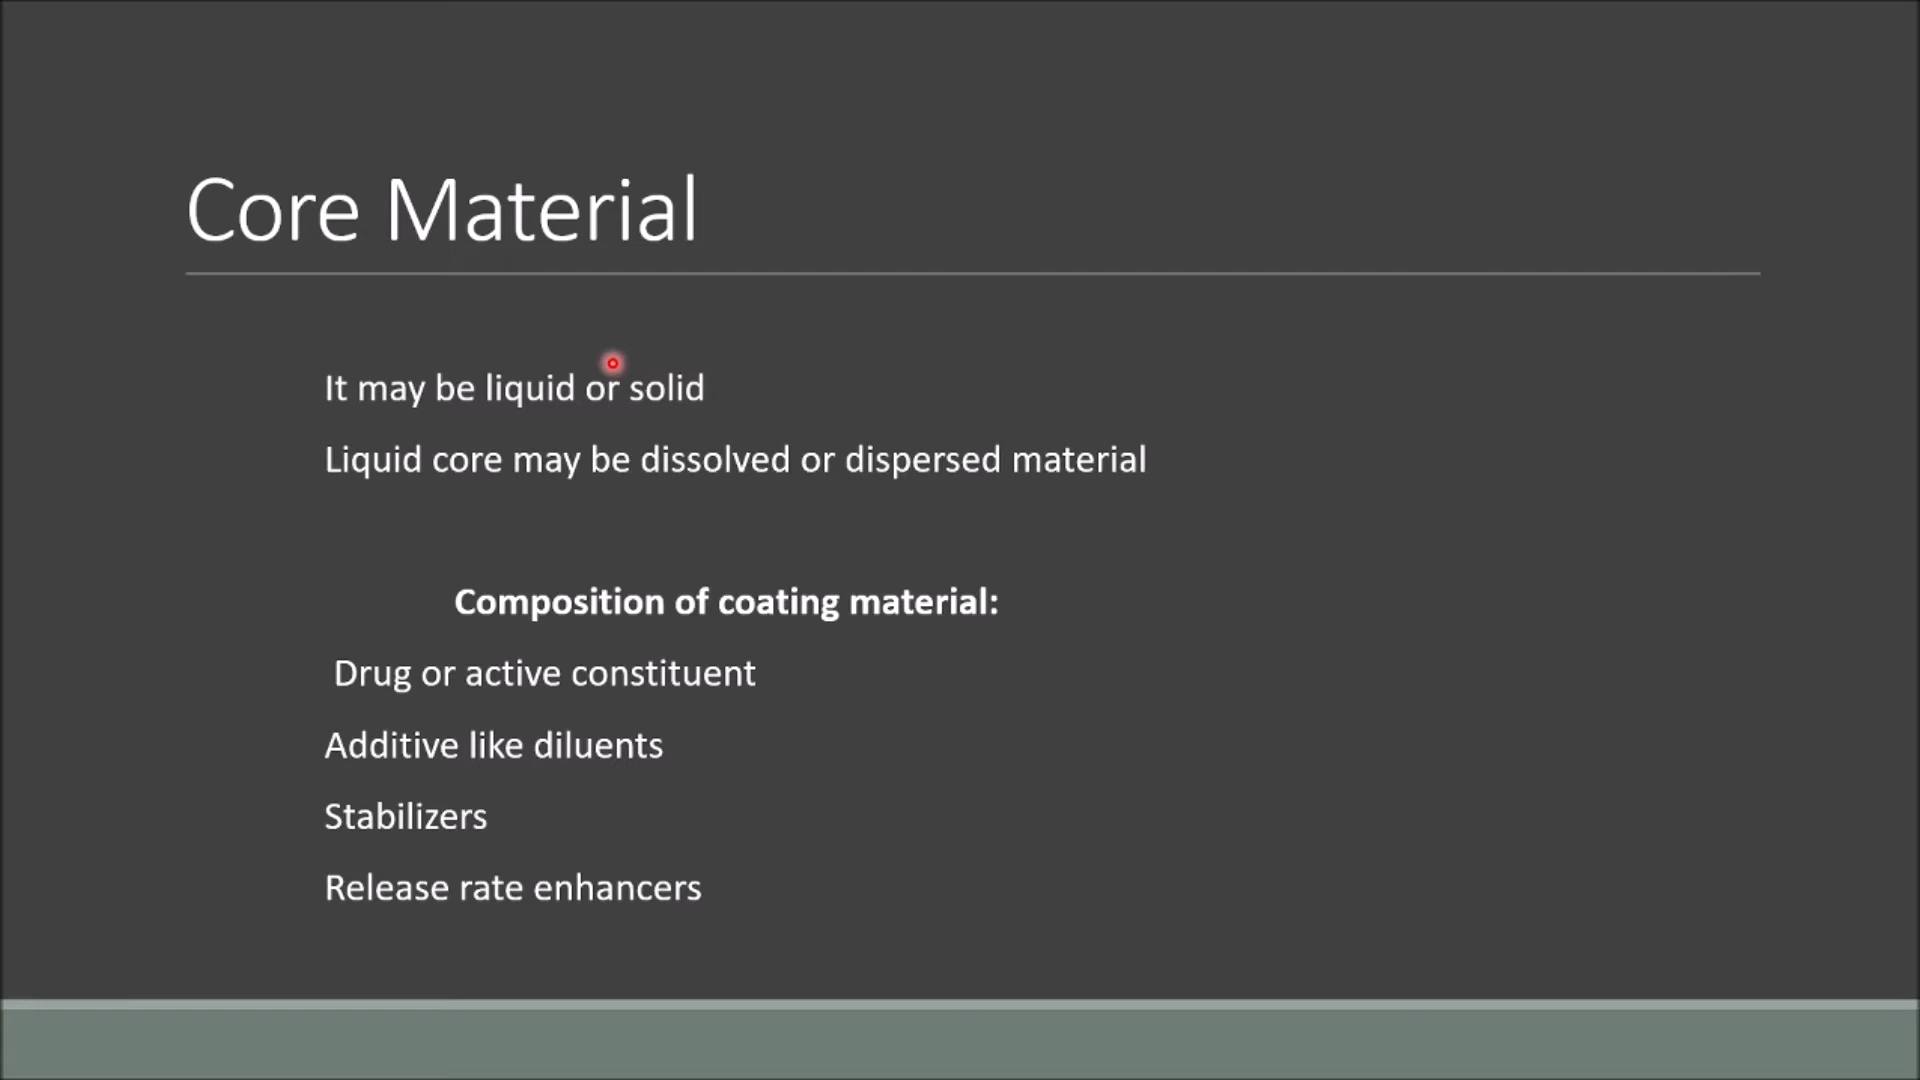 Core Material
It may be liquid or solid
Liquid core may be dissolved or dispersed material
Composition of coating material:
Drug or active constituent
Additive like diluents
Stabilizers
Release rate enhancers